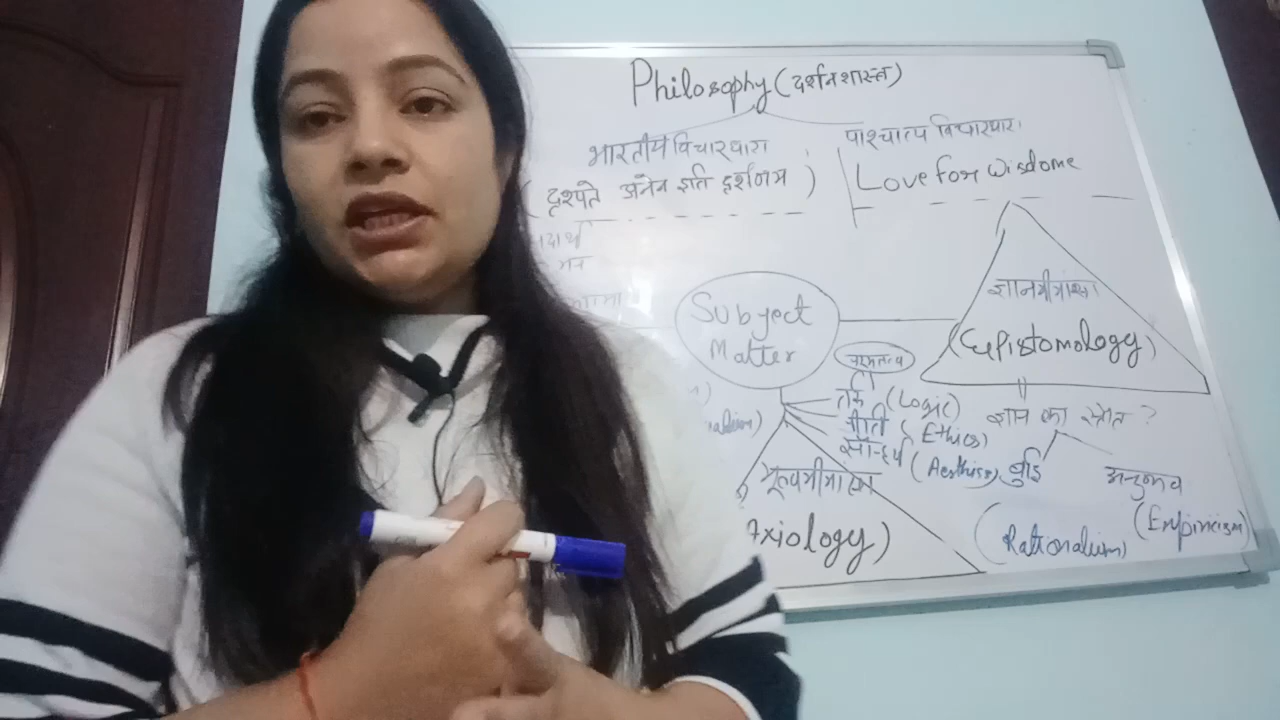 Philosophy (दर्शनशास्त्र)
भारतीय विचारधारा
(दृश्यते अनेन इति दर्शनम)
पाश्चात्य विचारधारा
Love for wisdome
Subject
Matter
ज्ञानमीमांसा
(Epistomology)
ज्ञान का स्त्रोत ?
बुद्धि
(Rationalism)
अनुभव
(Empiricism)
तर्क (Logic)
नीति (Ethics)
सौन्दर्य (Aesthics)
मूल्यमीमांसा
Axiology)